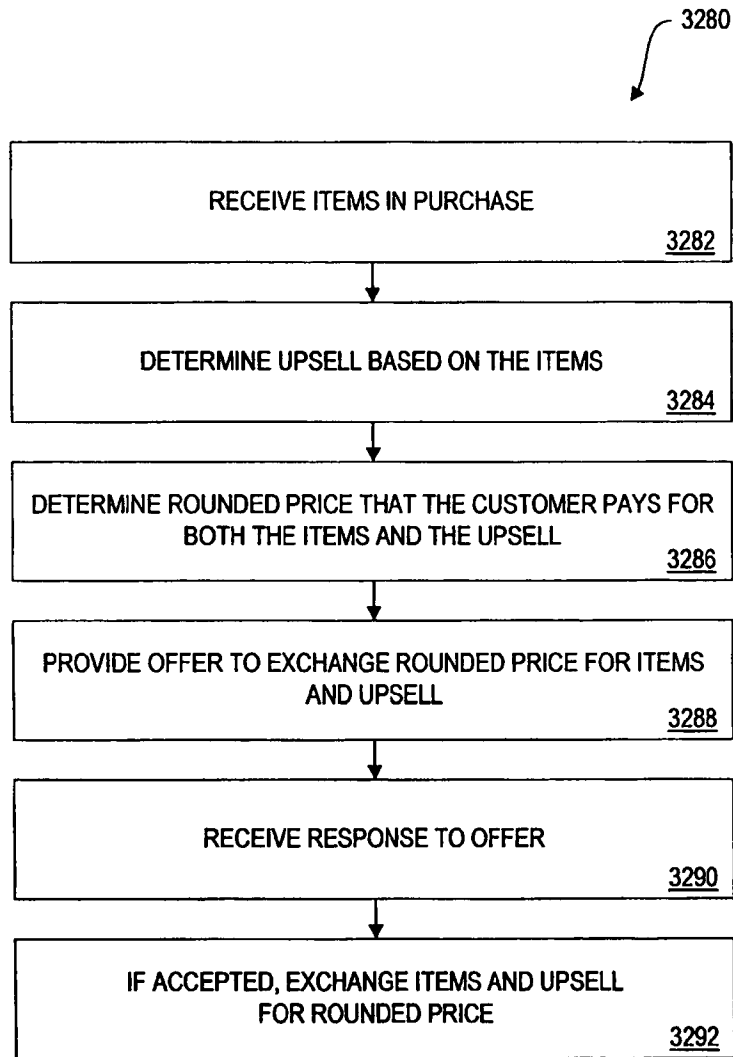 3280
RECEIVE ITEMS IN PURCHASE
3282
DETERMINE UPSELL BASED ON THE ITEMS
3284
DETERMINE ROUNDED PRICE THAT THE CUSTOMER PAYS FOR
BOTH THE ITEMS AND THE UPSELL
3286
PROVIDE OFFER TO EXCHANGE ROUNDED PRICE FOR ITEMS
AND UPSELL
3288
RECEIVE RESPONSE TO OFFER
3290
IF ACCEPTED, EXCHANGE ITEMS AND UPSELL
FOR ROUNDED PRICE
3292